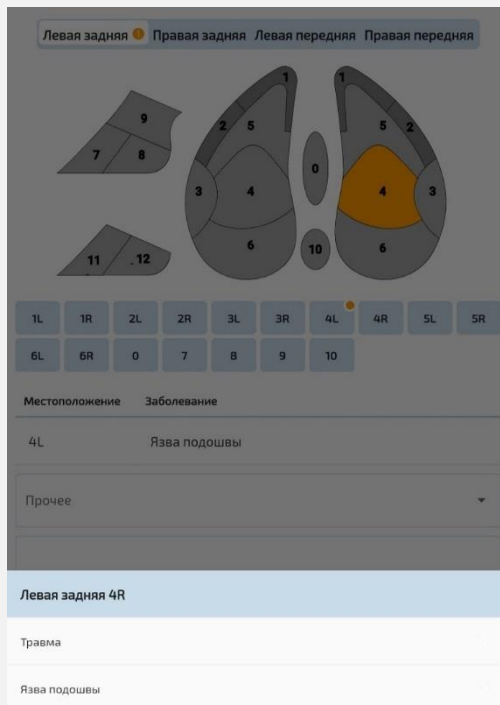 Левая задняя 1 Правая задняя Левая передняя Правая передняя
1 1
9
2 5 5 2
7 8
0
3 4 4 3
6 10 6
11 12
1L 1R 2L 2R 3L 3R 4L 4R 5L 5R
6L 6R 0 7 8 9 10
Местоположение Заболевание
4L Язва подошвы
Прочее
Левая задняя 4R
Травма
Язва подошвы